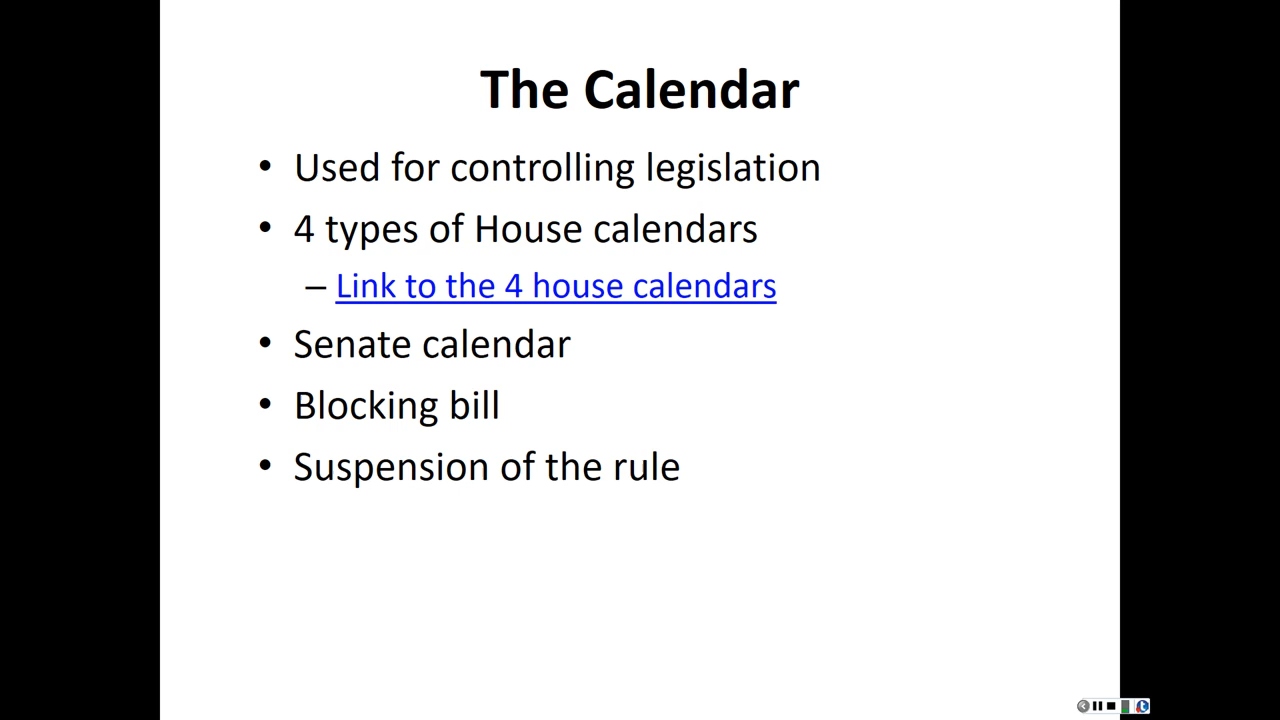 The Calendar
• Used for controlling legislation
• 4 types of House calendars
– Link to the 4 house calendars
• Senate calendar
• Blocking bill
• Suspension of the rule